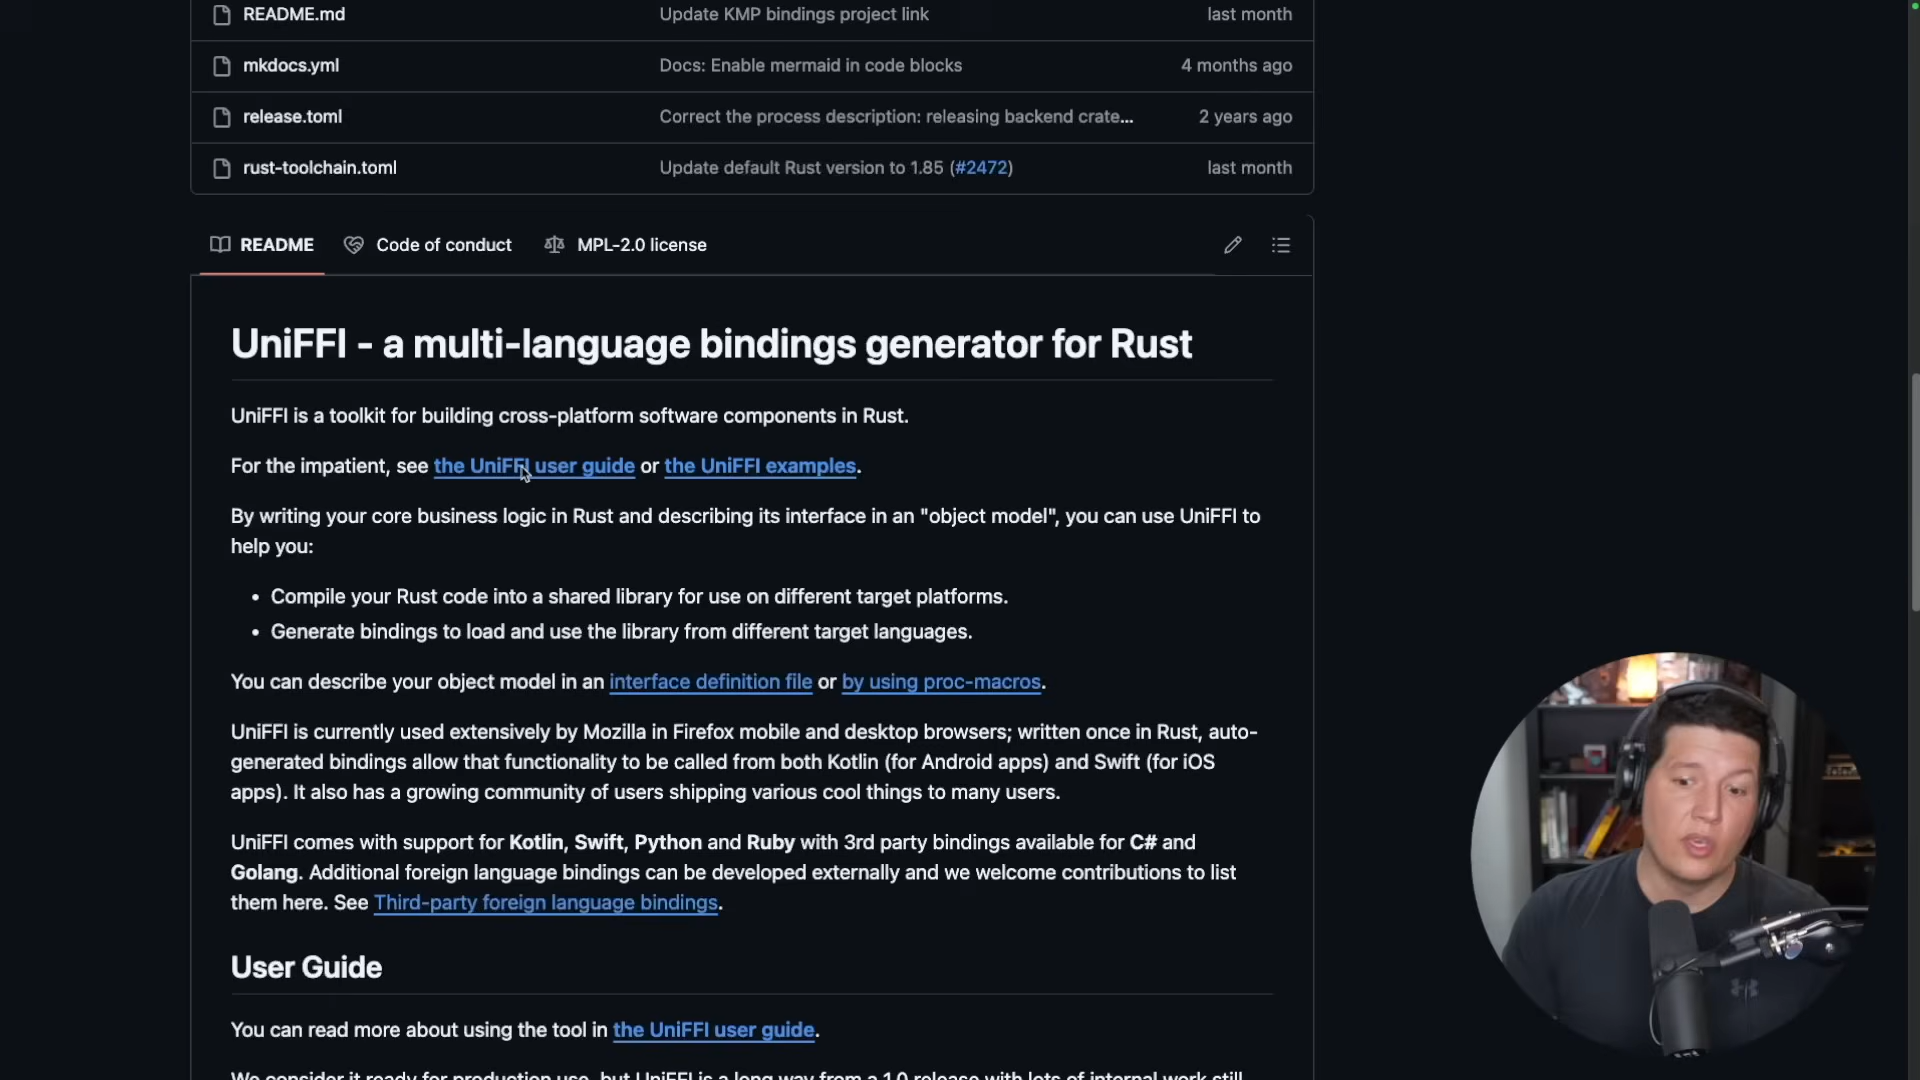 README.md Update KMP bindings project link last month
mkdocs.yml Docs: Enable mermaid in code blocks 4 months ago
release.toml Correct the process description: releasing backend crate... 2 years ago
rust-toolchain.toml Update default Rust version to 1.85 (#2472) last month
README Code of conduct MPL-2.0 license
UniFFI - a multi-language bindings generator for Rust
UniFFI is a toolkit for building cross-platform software components in Rust.
For the impatient, see the UniFFI user guide or the UniFFI examples.
By writing your core business logic in Rust and describing its interface in an "object model", you can use UniFFI to
help you:
• Compile your Rust code into a shared library for use on different target platforms.
• Generate bindings to load and use the library from different target languages.
You can describe your object model in an interface definition file or by using proc-macros.
UniFFI is currently used extensively by Mozilla in Firefox mobile and desktop browsers; written once in Rust, auto-
generated bindings allow that functionality to be called from both Kotlin (for Android apps) and Swift (for iOS
apps). It also has a growing community of users shipping various cool things to many users.
UniFFI comes with support for Kotlin, Swift, Python and Ruby with 3rd party bindings available for C# and
Golang. Additional foreign language bindings can be developed externally and we welcome contributions to list
them here. See Third-party foreign language bindings.
User Guide
You can read more about using the tool in the UniFFI user guide.
We consider it ready for production use, but UniFFI is a long way from a 1.0 release with lots of internal work still